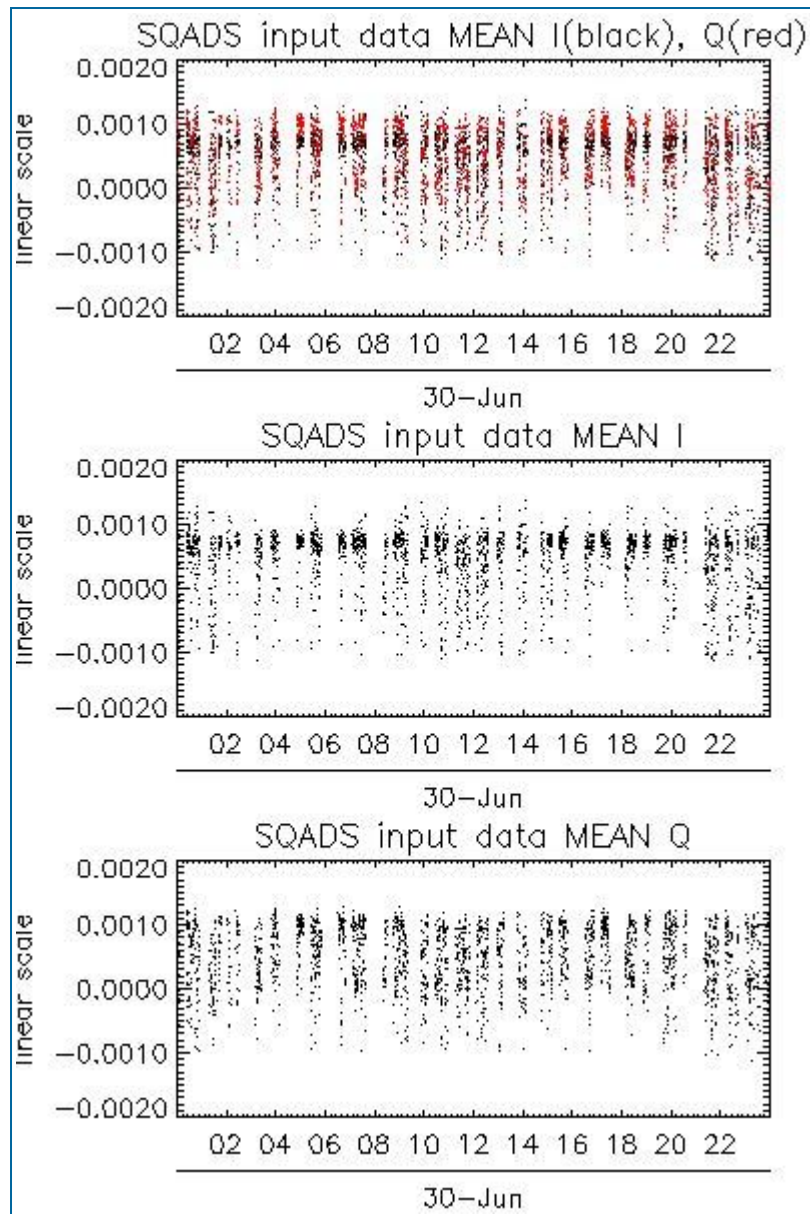 SQADS input data MEAN I(black), Q(red)
0.0020
0.0010
0.0000
−0.0010
−0.0020
linear scale
02 04 06 08 10 12 14 16 18 20 22
30−Jun
SQADS input data MEAN I
0.0020
0.0010
0.0000
−0.0010
−0.0020
linear scale
02 04 06 08 10 12 14 16 18 20 22
30−Jun
SQADS input data MEAN Q
0.0020
0.0010
0.0000
−0.0010
−0.0020
linear scale
02 04 06 08 10 12 14 16 18 20 22
30−Jun